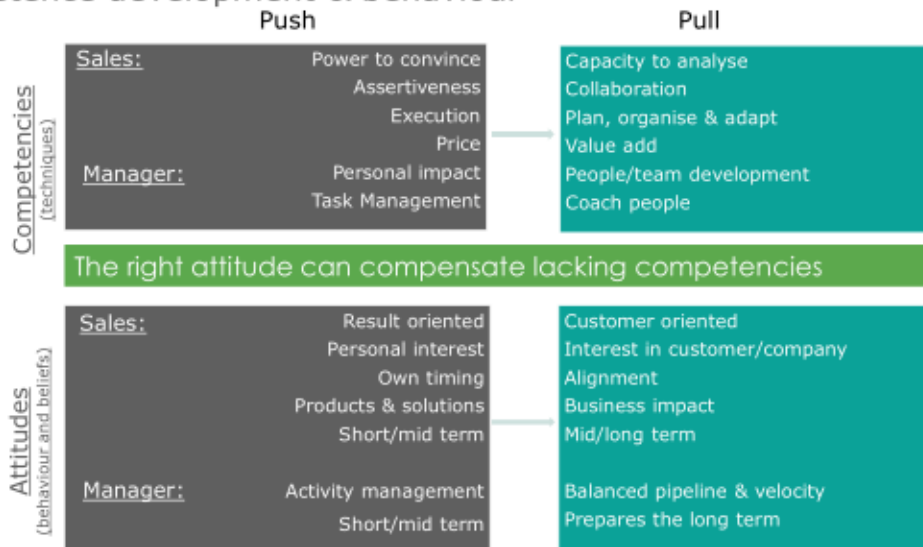 development & behaviour
Push Pull
Competencies
(techniques)
Sales: Power to convince Capacity to analyse
Assertiveness Collaboration
Execution Plan, organise & adapt
Price Value add
Manager: Personal impact People/team development
Task Management Coach people
The right attitude can compensate lacking competencies
Attitudes
(behaviour and beliefs)
Sales: Result oriented Customer oriented
Personal interest Interest in customer/company
Own timing Alignment
Products & solutions Business impact
Short/mid term Mid/long term
Manager: Activity management Balanced pipeline & velocity
Short/mid term Prepares the long term